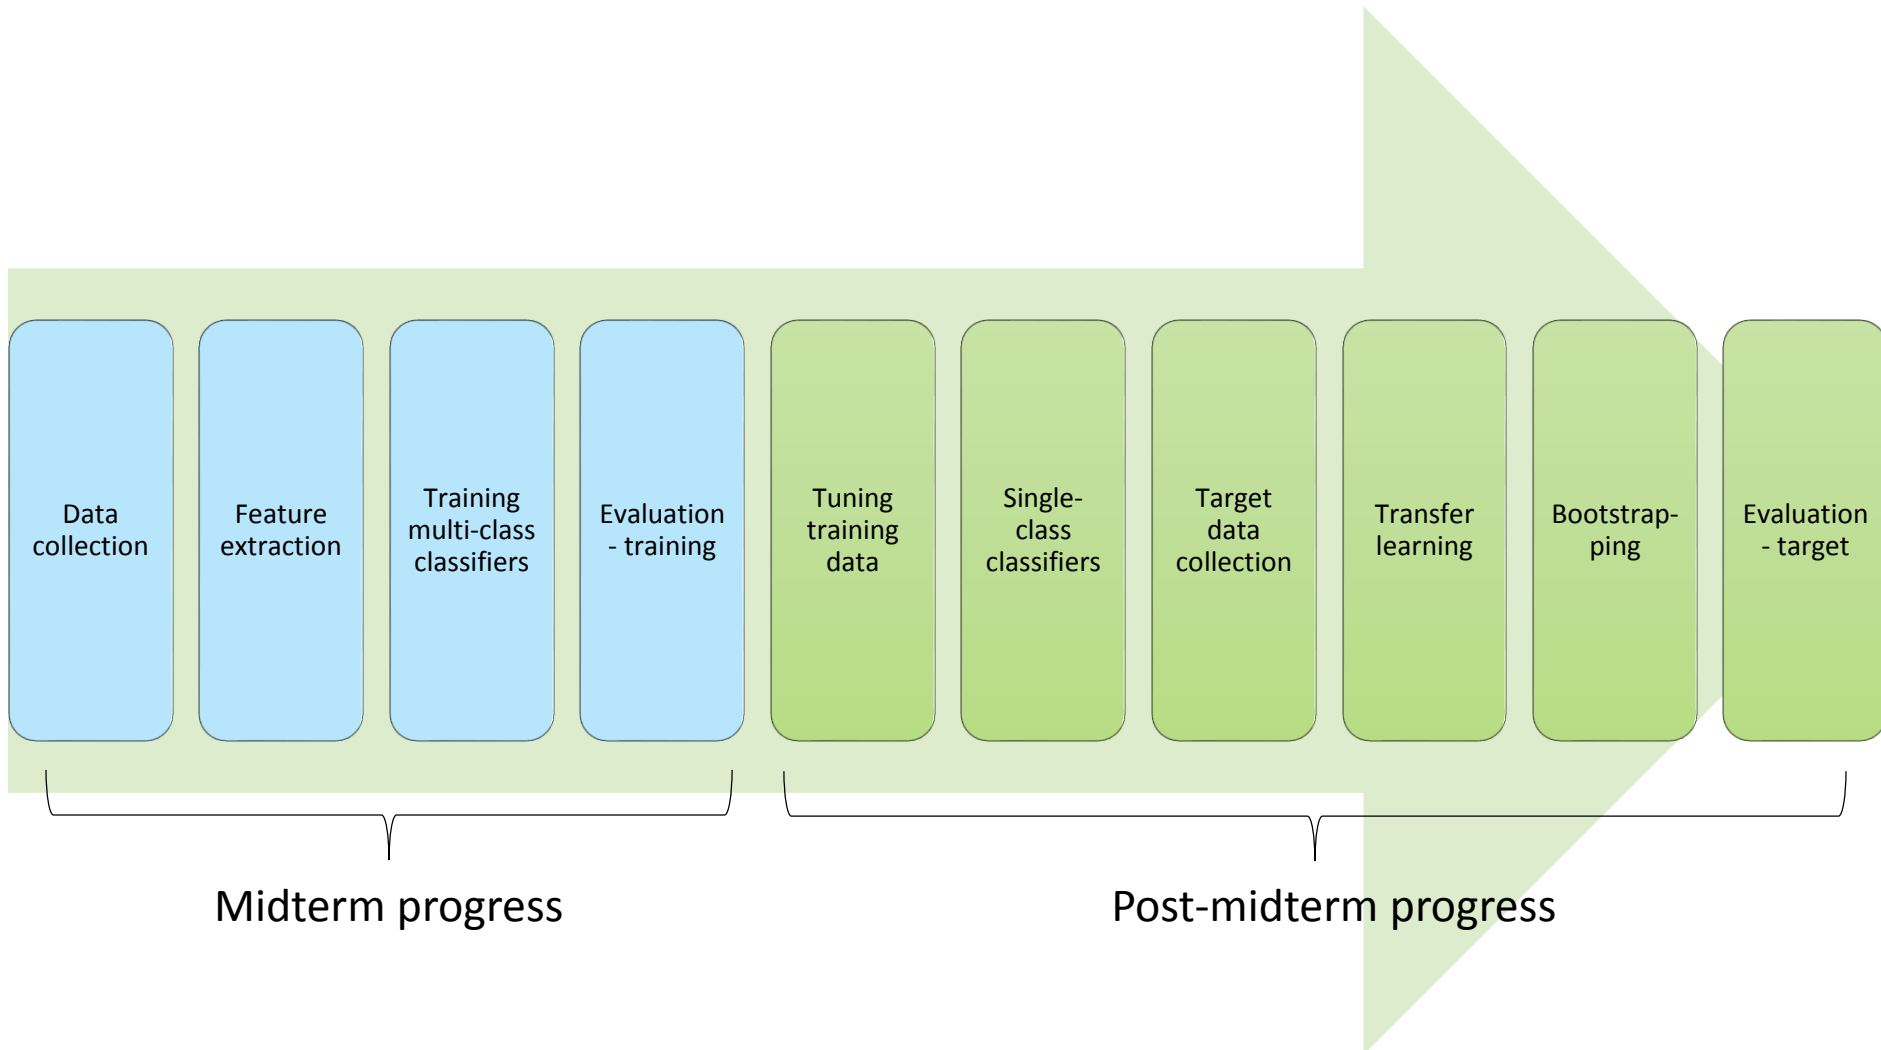 Data
collection
Feature
extraction
Training
multi-class
classifiers
Evaluation
- training
Tuning
training
data
Single-
class
classifiers
Target
data
collection
Transfer
learning
Bootstrap-
ping
Evaluation
- target
Midterm progress
Post-midterm progress